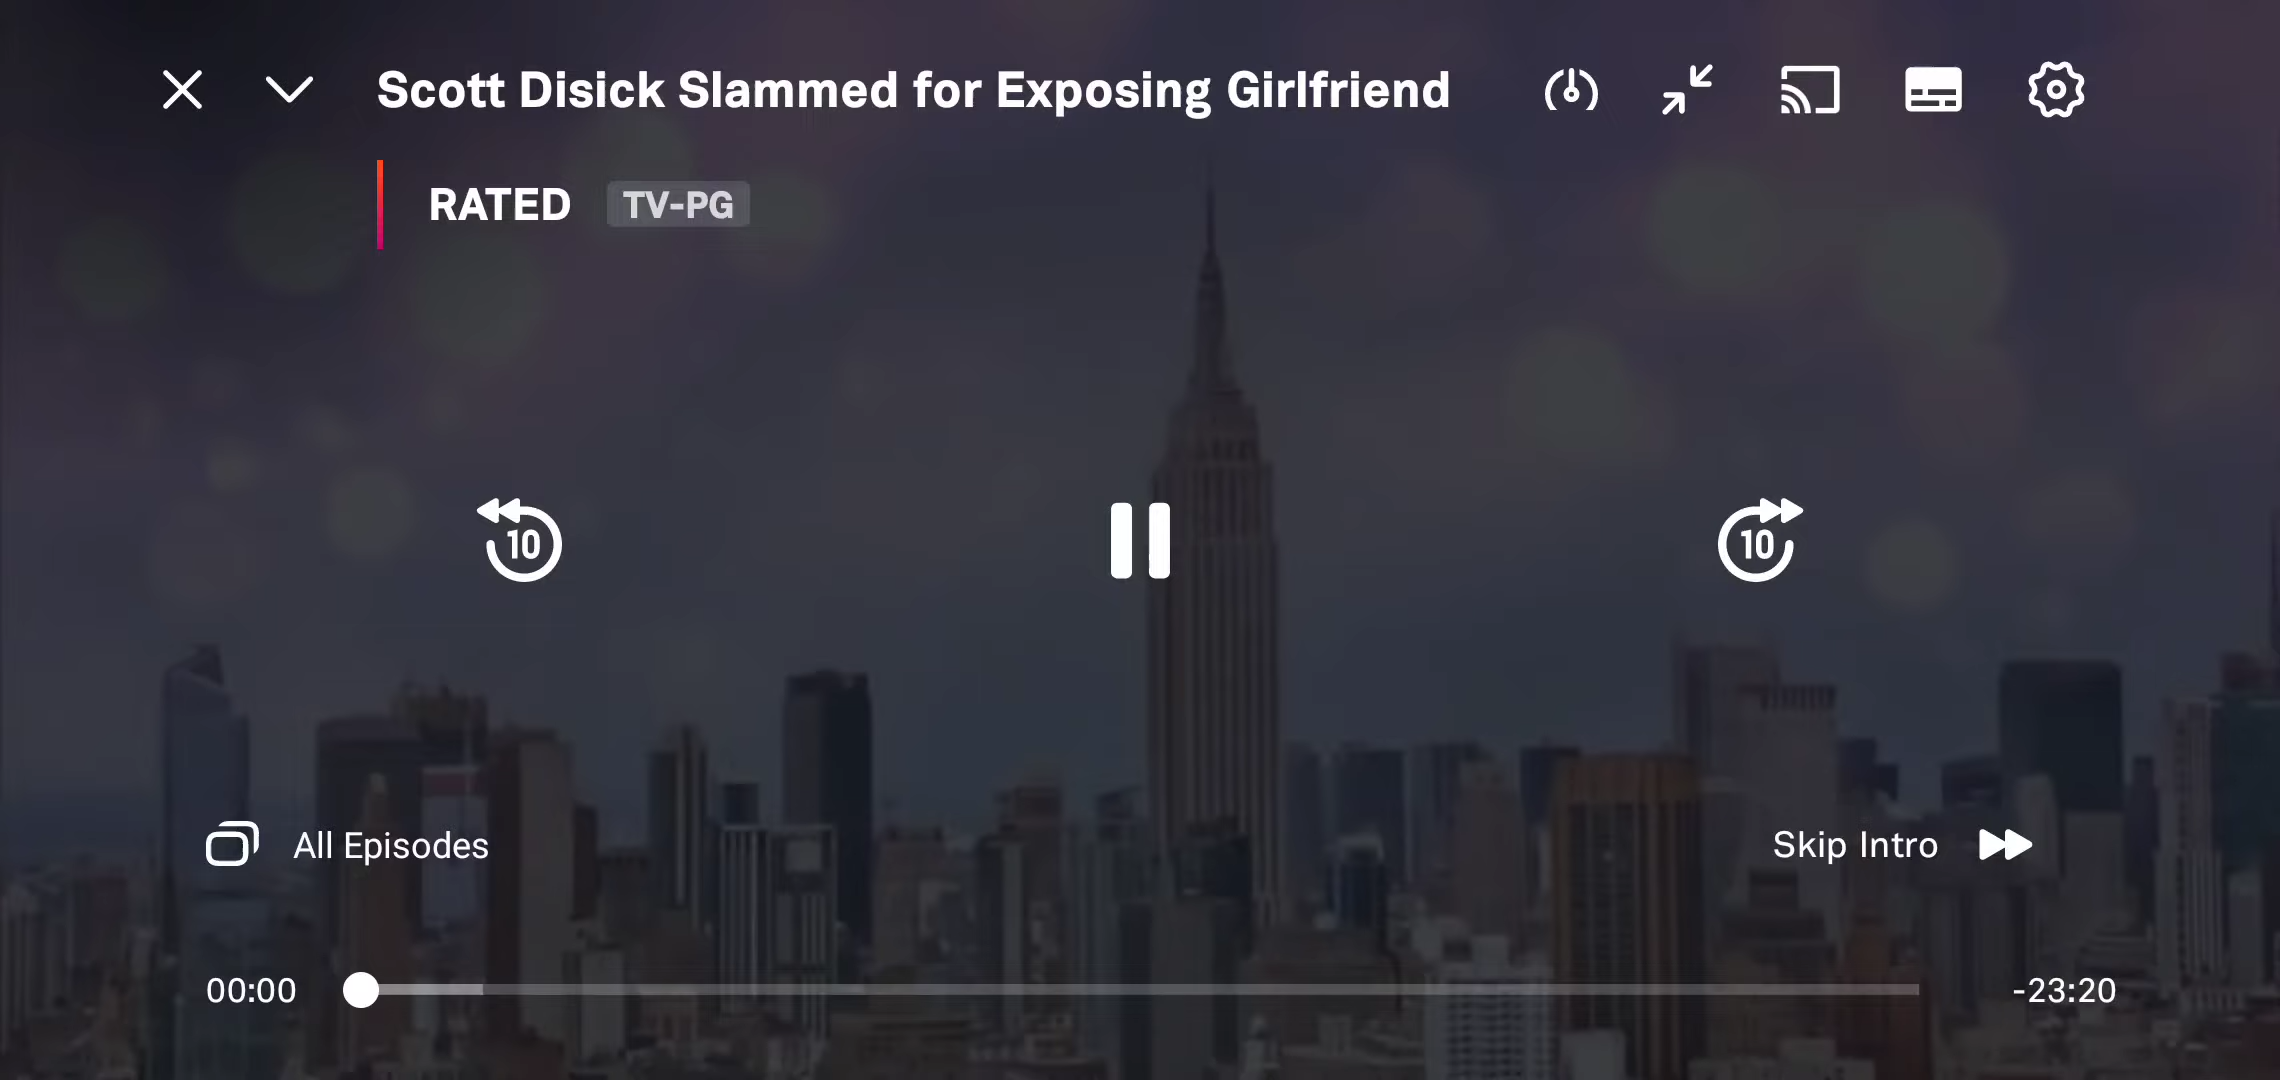 Scott Disick Slammed for Exposing Girlfriend
RATED TV-PG
10
10
All Episodes
Skip Intro
00:00
-23:20